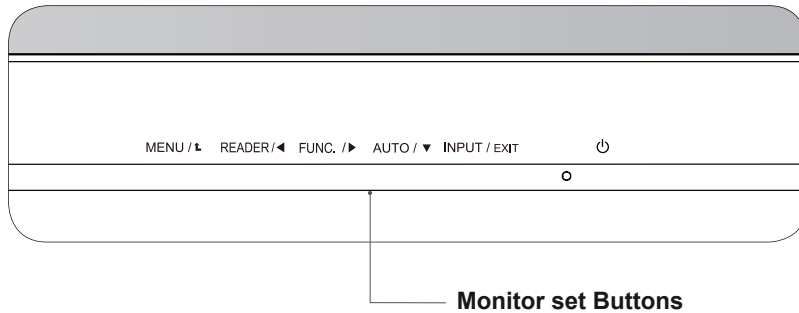 MENU / ⮤ READER / ◀ FUNC. / ▶ AUTO / ▼ INPUT / EXIT ⏻
Monitor set Buttons